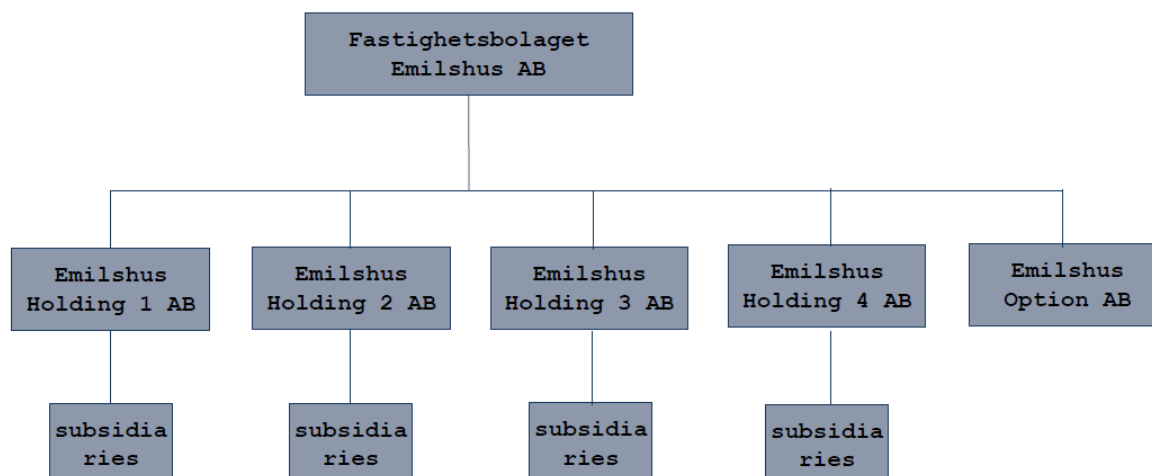 Fastighetsbolaget
Emilshus AB
Emilshus
Holding 1 AB
Emilshus
Holding 2 AB
Emilshus
Holding 3 AB
Emilshus
Holding 4 AB
Emilshus
Option AB
subsidia
ries
subsidia
ries
subsidia
ries
subsidia
ries